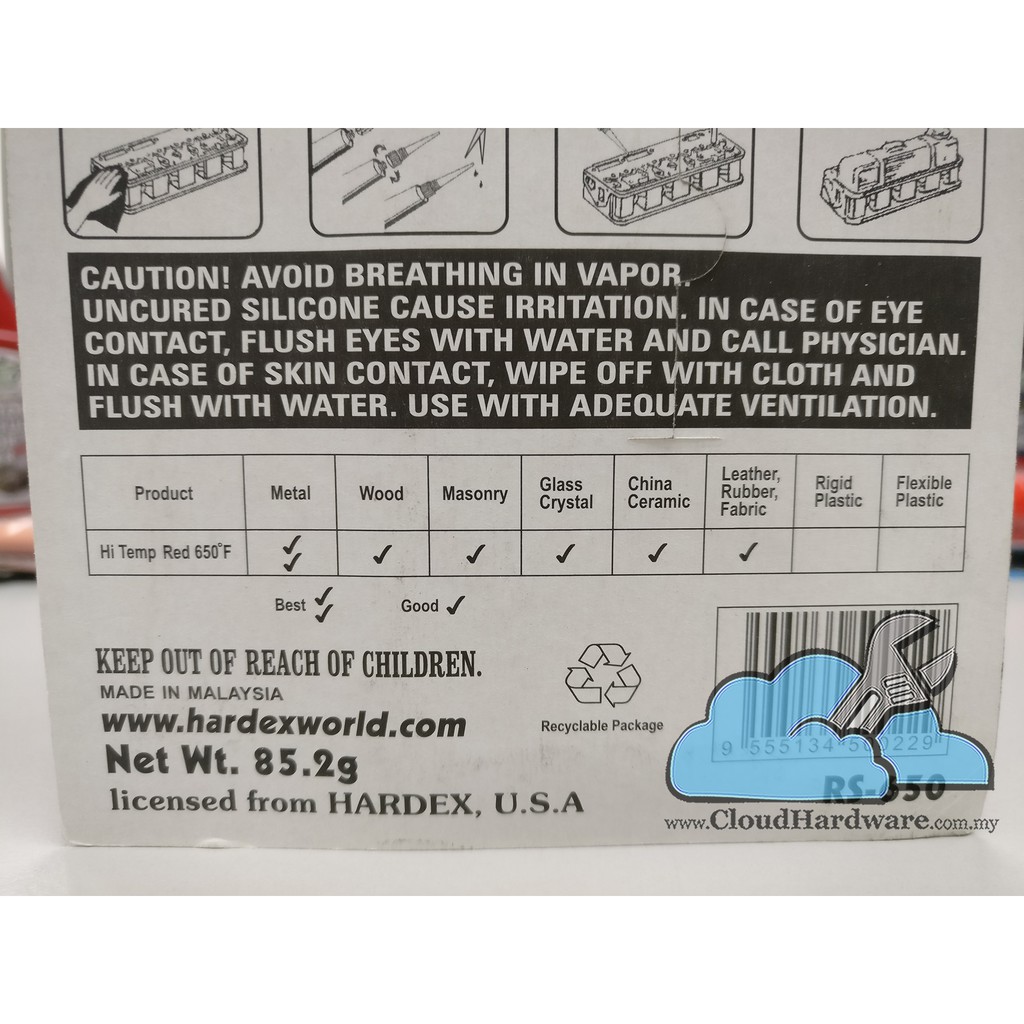 CAUTION! AVOID BREATHING IN VAPOR.
UNCURED SILICONE CAUSE IRRITATION. IN CASE OF EYE
CONTACT, FLUSH EYES WITH WATER AND CALL PHYSICIAN.
IN CASE OF SKIN CONTACT, WIPE OFF WITH CLOTH AND
FLUSH WITH WATER. USE WITH ADEQUATE VENTILATION.
Product Metal Wood Masonry Glass Crystal China Ceramic Leather, Rubber, Fabric Rigid Plastic Flexible Plastic
Hi Temp Red 650°F ✓✓ ✓ ✓ ✓ ✓ ✓
Best ✓✓ Good ✓
KEEP OUT OF REACH OF CHILDREN.
MADE IN MALAYSIA
www.hardexworld.com
Net Wt. 85.2g
licensed from HARDEX, U.S.A
Recyclable Package
9 555134 500229
www.CloudHardware.com.my